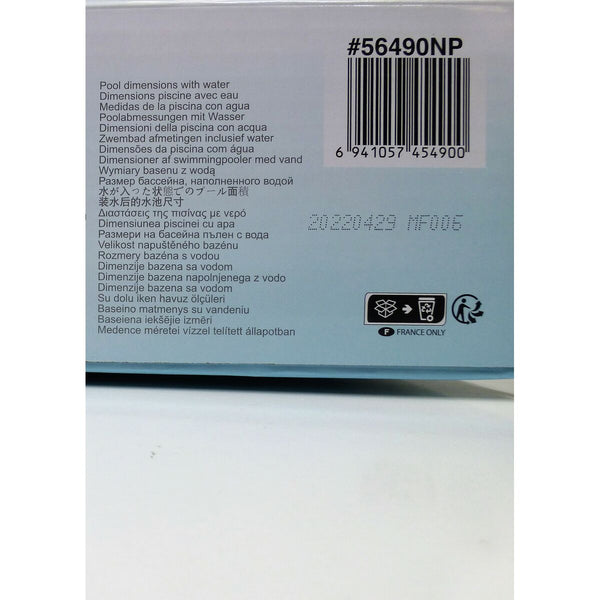 #56490NP
6 941057 454900
Pool dimensions with water
Dimensions piscine avec eau
Medidas de la piscina con agua
Poolabmessungen mit Wasser
Dimensioni della piscina con acqua
Zwembad afmetingen inclusief water
Dimensões da piscina com água
Dimensioner af swimmingpooler med vand
Wymiary basenu z wodą
Размер бассейна, наполненного водой
水が入った状態でのプール面積
装水后的水池尺寸
Διαστάσεις της πισίνας με νερό
Dimensiunea piscinei cu apa
Размери на басейна пълен с вода
Velikost napuštěného bazénu
Rozmery bazéna s vodou
Dimenzije bazena sa vodom
Dimenzije bazena napolnjenega z vodo
Dimenzije bazena sa vodom
Su dolu iken havuz ölçüleri
Baseino matmenys su vandeniu
Baseiena iekšējie izmēri
Medence méretei vízzel telített állapotban
20220429 MF006
F FRANCE ONLY